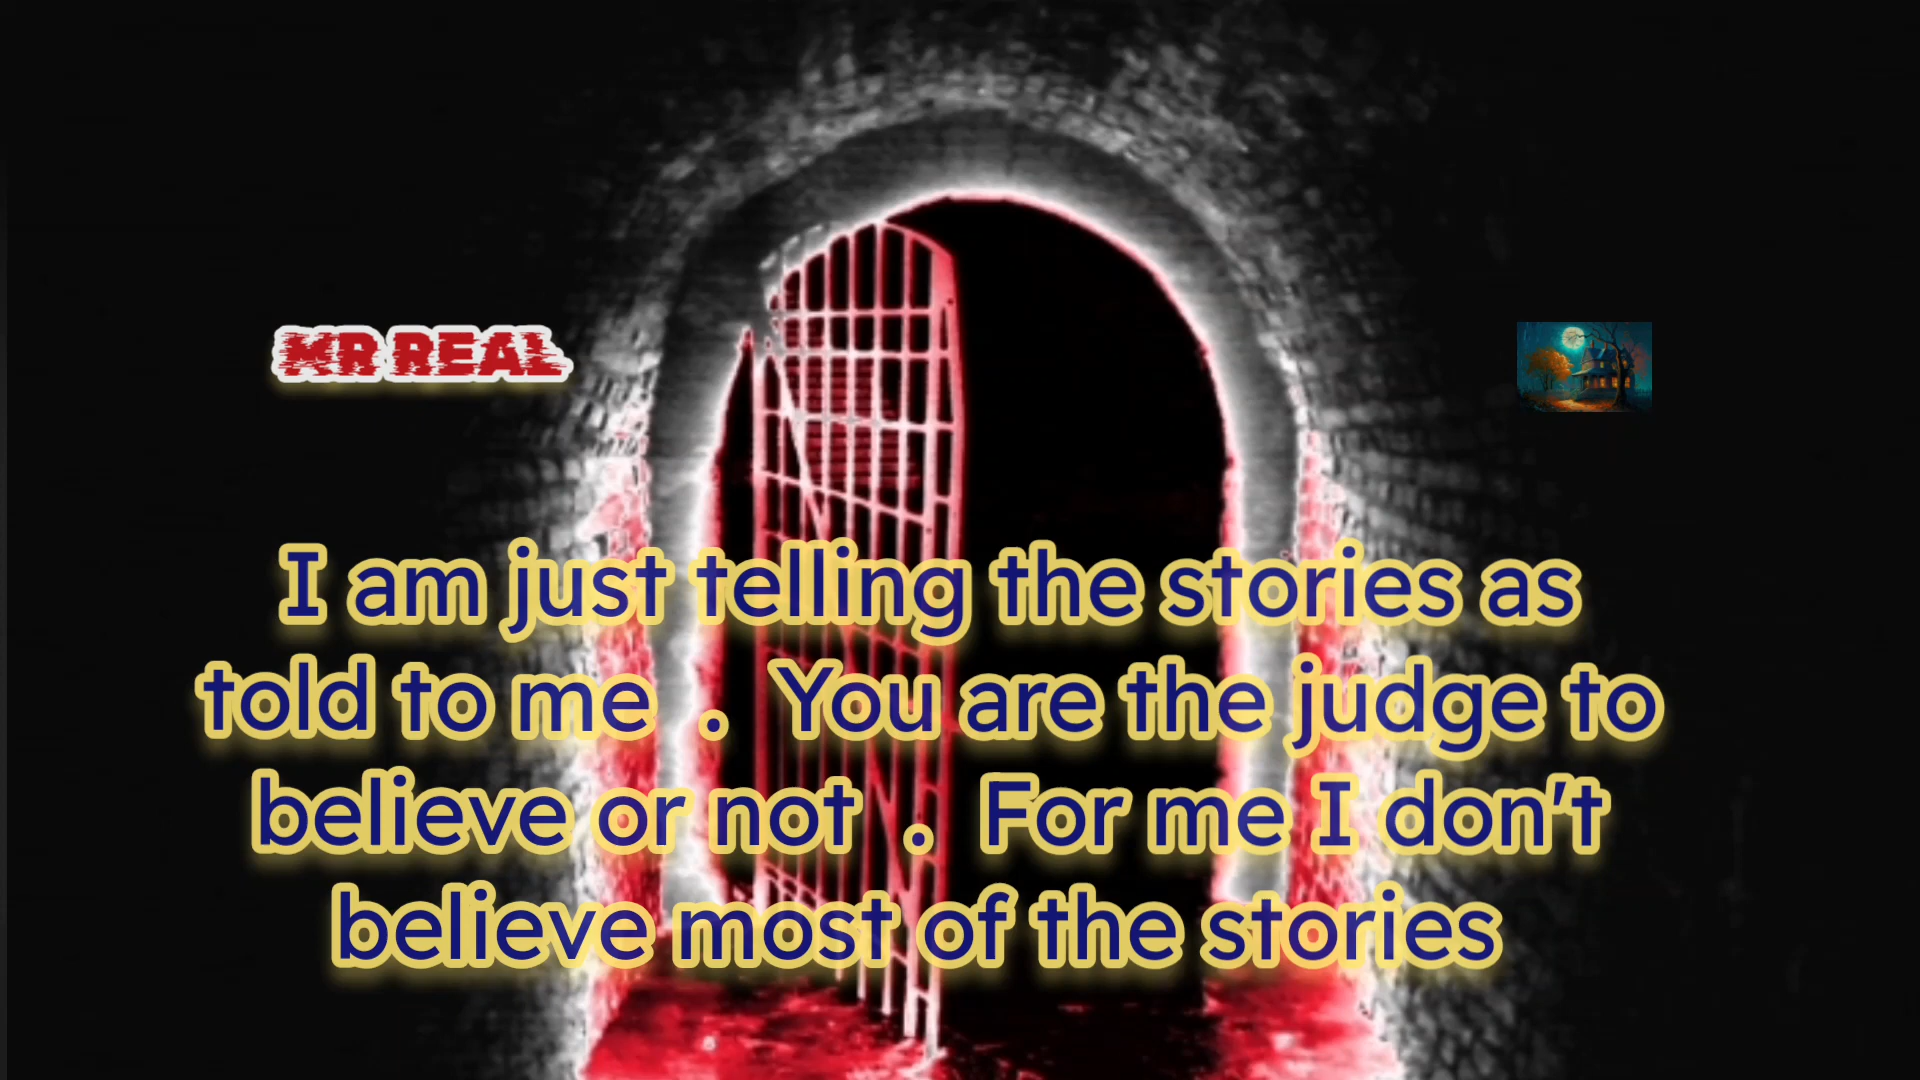 MR REAL
I am just telling the stories as
told to me . You are the judge to
believe or not . For me I don't
believe most of the stories